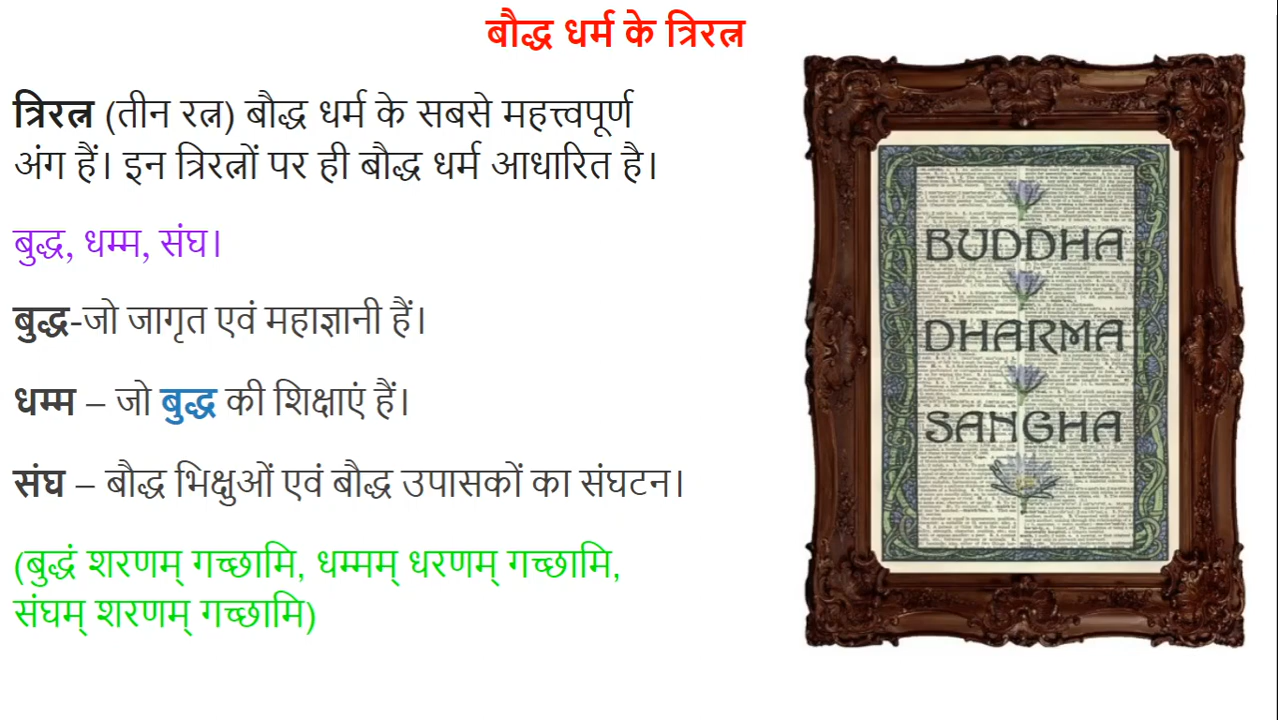 बौद्ध धर्म के त्रिरत्न
त्रिरत्न (तीन रत्न) बौद्ध धर्म के सबसे महत्त्वपूर्ण
अंग हैं। इन त्रिरत्नों पर ही बौद्ध धर्म आधारित है।
बुद्ध, धम्म, संघ।
बुद्ध-जो जागृत एवं महाज्ञानी हैं।
धम्म – जो बुद्ध की शिक्षाएं हैं।
संघ – बौद्ध भिक्षुओं एवं बौद्ध उपासकों का संघटन।
(बुद्धं शरणम् गच्छामि, धम्मम् धरणम् गच्छामि,
संघम् शरणम् गच्छामि)
BUDDHA
DHARMA
SANGHA